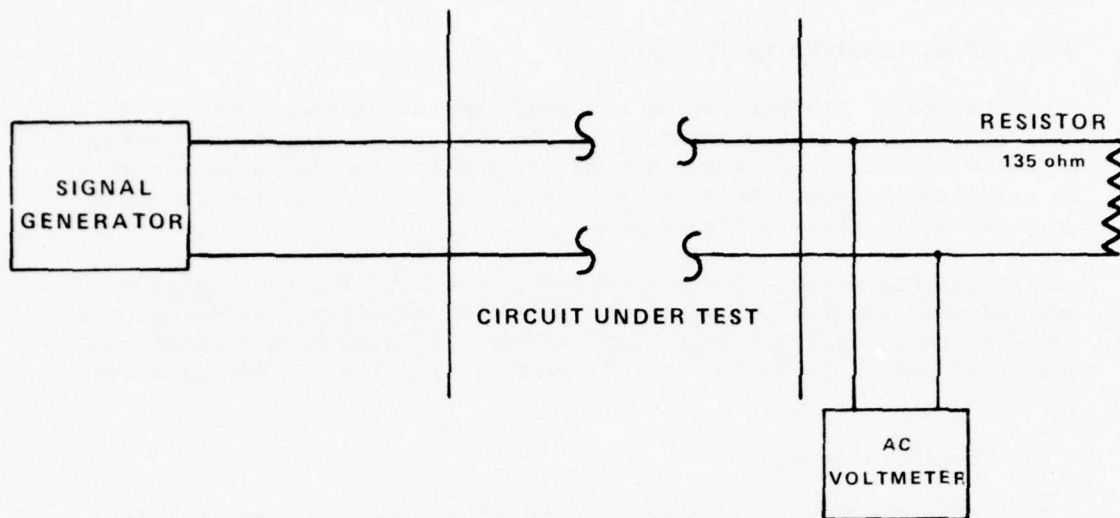 SIGNAL
GENERATOR
CIRCUIT UNDER TEST
RESISTOR
135 ohm
AC
VOLTMETER